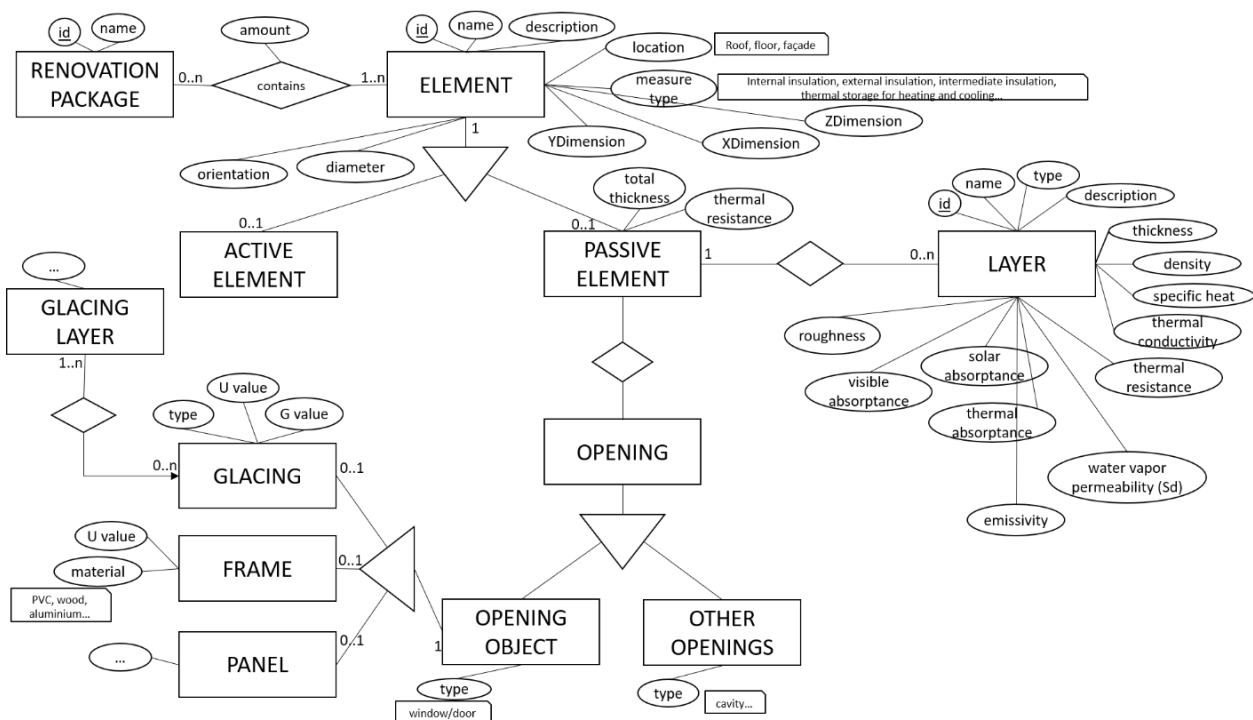 id
name
RENOVATION
PACKAGE
0..n
amount
contains
1..n
id
name
description
ELEMENT
location
Roof, floor, façade
measure
type
Internal insulation, external insulation, intermediate insulation,
thermal storage for heating and cooling...
ZDimension
XDimension
YDimension
1
orientation
diameter
0..1
ACTIVE
ELEMENT
total
thickness
thermal
resistance
0..1
PASSIVE
ELEMENT
1
0..n
id
name
type
description
LAYER
thickness
density
specific heat
thermal
conductivity
thermal
resistance
roughness
visible
absorptance
solar
absorptance
thermal
absorptance
water vapor
permeability (Sd)
emissivity
...
GLACING
LAYER
1..n
0..n
type
U value
G value
GLACING
0..1
U value
material
PVC, wood,
aluminium...
FRAME
0..1
...
PANEL
0..1
OPENING
1
OPENING
OBJECT
type
window/door
OTHER
OPENINGS
type
cavity...